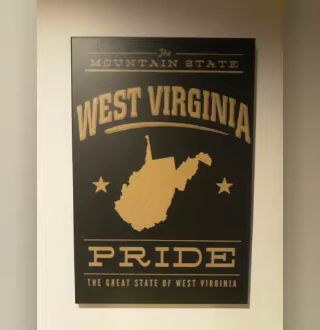 The
MOUNTAIN STATE
WEST VIRGINIA
PRIDE
THE GREAT STATE OF WEST VIRGINIA